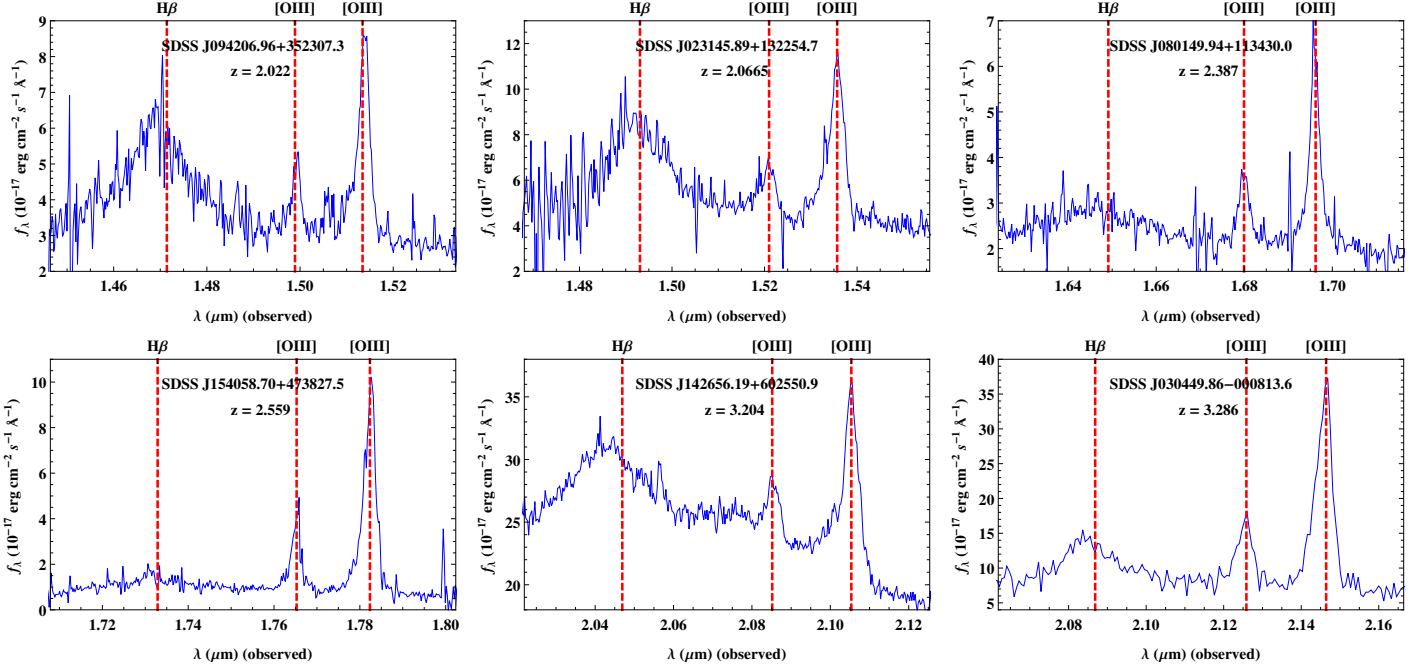 Hβ [OIII] [OIII]
SDSS J094206.96+352307.3
z = 2.022
9
8
7
6
5
4
3
2
1.46 1.48 1.50 1.52
λ (μm) (observed)
fλ (10⁻¹⁷ erg cm⁻² s⁻¹ Å⁻¹)
Hβ [OIII] [OIII]
SDSS J023145.89+132254.7
z = 2.0665
12
10
8
6
4
2
1.48 1.50 1.52 1.54
λ (μm) (observed)
fλ (10⁻¹⁷ erg cm⁻² s⁻¹ Å⁻¹)
Hβ [OIII] [OIII]
SDSS J080149.94+113430.0
z = 2.387
7
6
5
4
3
2
1.64 1.66 1.68 1.70
λ (μm) (observed)
fλ (10⁻¹⁷ erg cm⁻² s⁻¹ Å⁻¹)
Hβ [OIII] [OIII]
SDSS J154058.70+473827.5
z = 2.559
10
8
6
4
2
0
1.72 1.74 1.76 1.78 1.80
λ (μm) (observed)
fλ (10⁻¹⁷ erg cm⁻² s⁻¹ Å⁻¹)
Hβ [OIII] [OIII]
SDSS J142656.19+602550.9
z = 3.204
35
30
25
20
2.04 2.06 2.08 2.10 2.12
λ (μm) (observed)
fλ (10⁻¹⁷ erg cm⁻² s⁻¹ Å⁻¹)
Hβ [OIII] [OIII]
SDSS J030449.86−000813.6
z = 3.286
40
35
30
25
20
15
10
5
2.08 2.10 2.12 2.14 2.16
λ (μm) (observed)
fλ (10⁻¹⁷ erg cm⁻² s⁻¹ Å⁻¹)